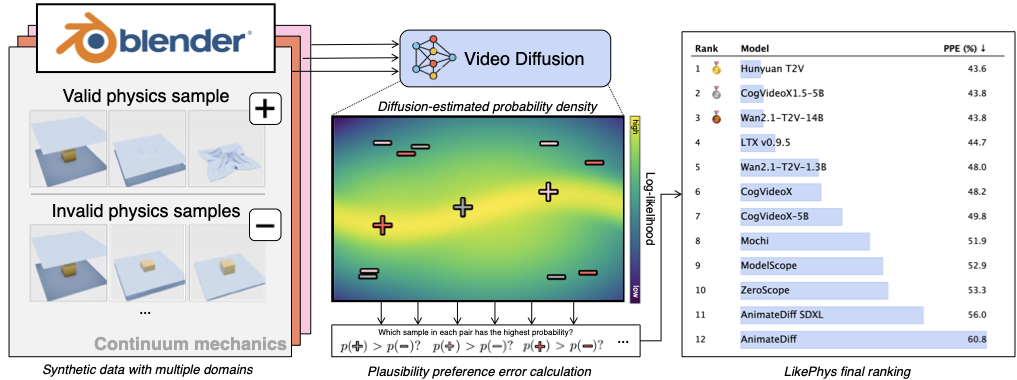 blender®
Valid physics sample
+
Invalid physics samples
−
...
Continuum mechanics
Synthetic data with multiple domains
Video Diffusion
Diffusion-estimated probability density
high
Log-likelihood
low
Which sample in each pair has the highest probability?
p(+) > p(−)? p(+) > p(−)? p(+) > p(−)? ...
Plausibility preference error calculation
Rank Model PPE (%) ↓
1 Hunyuan T2V 43.6
2 CogVideoX1.5-5B 43.8
3 Wan2.1-T2V-14B 43.8
4 LTX v0.9.5 44.7
5 Wan2.1-T2V-1.3B 48.0
6 CogVideoX 48.2
7 CogVideoX-5B 49.8
8 Mochi 51.9
9 ModelScope 52.9
10 ZeroScope 53.3
11 AnimateDiff SDXL 56.0
12 AnimateDiff 60.8
LikePhys final ranking